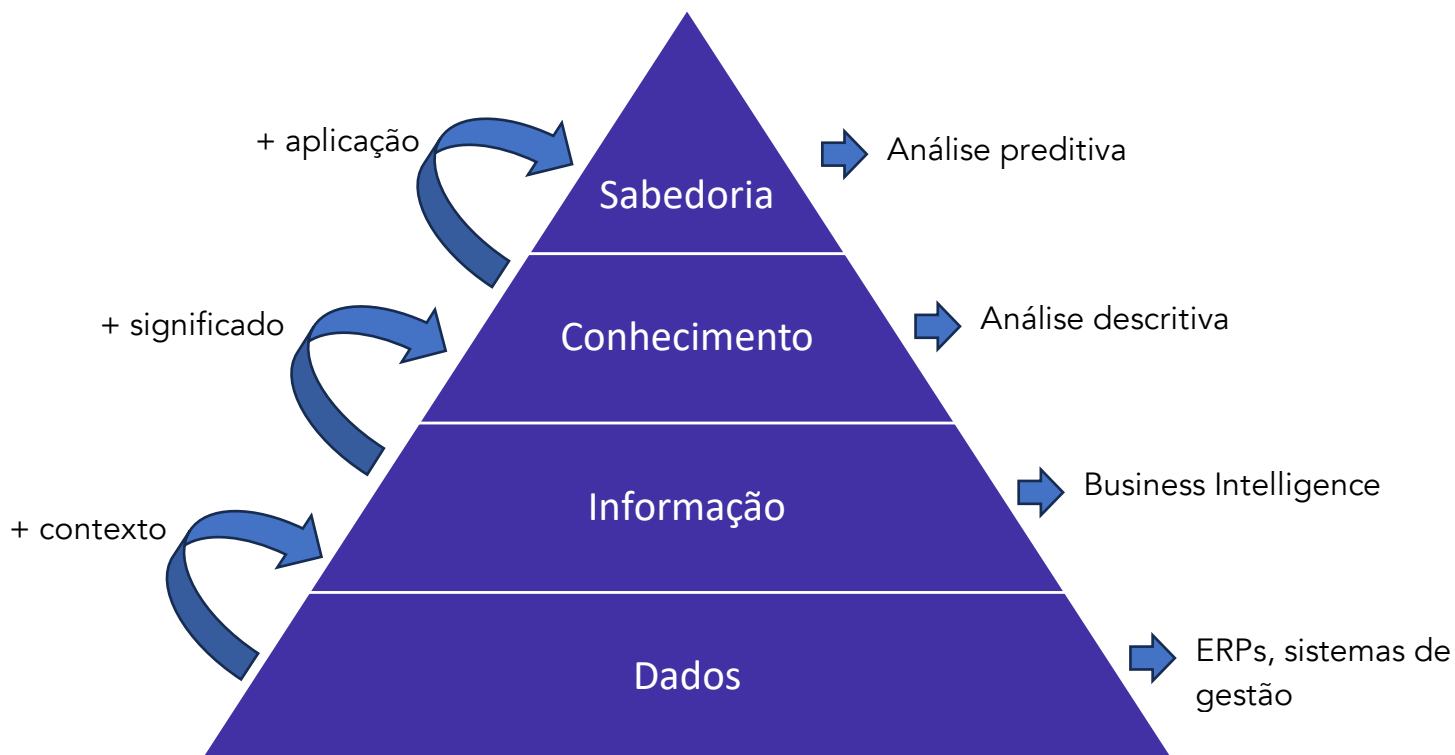 + aplicação
Análise preditiva
Sabedoria
+ significado
Conhecimento
Análise descritiva
+ contexto
Informação
Business Intelligence
Dados
ERPs, sistemas de
gestão